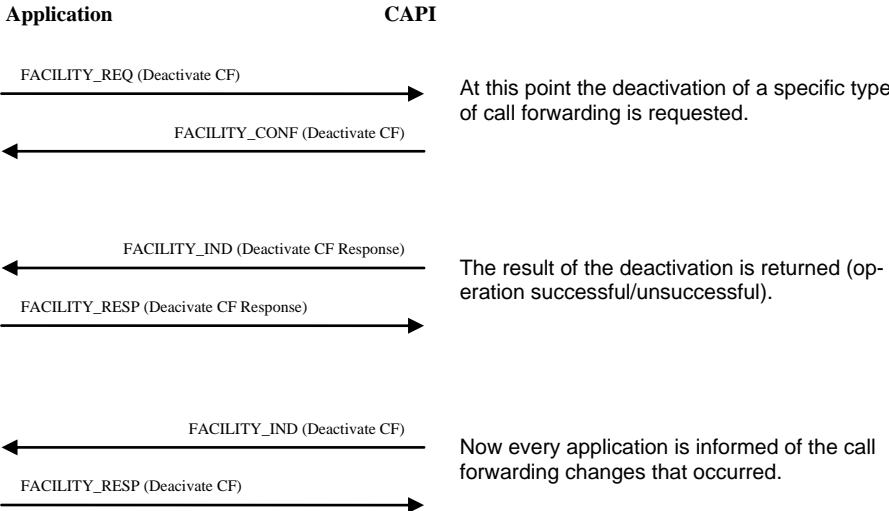 Application CAPI
FACILITY_REQ (Deactivate CF)
At this point the deactivation of a specific type
of call forwarding is requested.
FACILITY_CONF (Deactivate CF)
FACILITY_IND (Deactivate CF Response)
The result of the deactivation is returned (op-
eration successful/unsuccessful).
FACILITY_RESP (Deacivate CF Response)
FACILITY_IND (Deactivate CF)
Now every application is informed of the call
forwarding changes that occurred.
FACILITY_RESP (Deacivate CF)